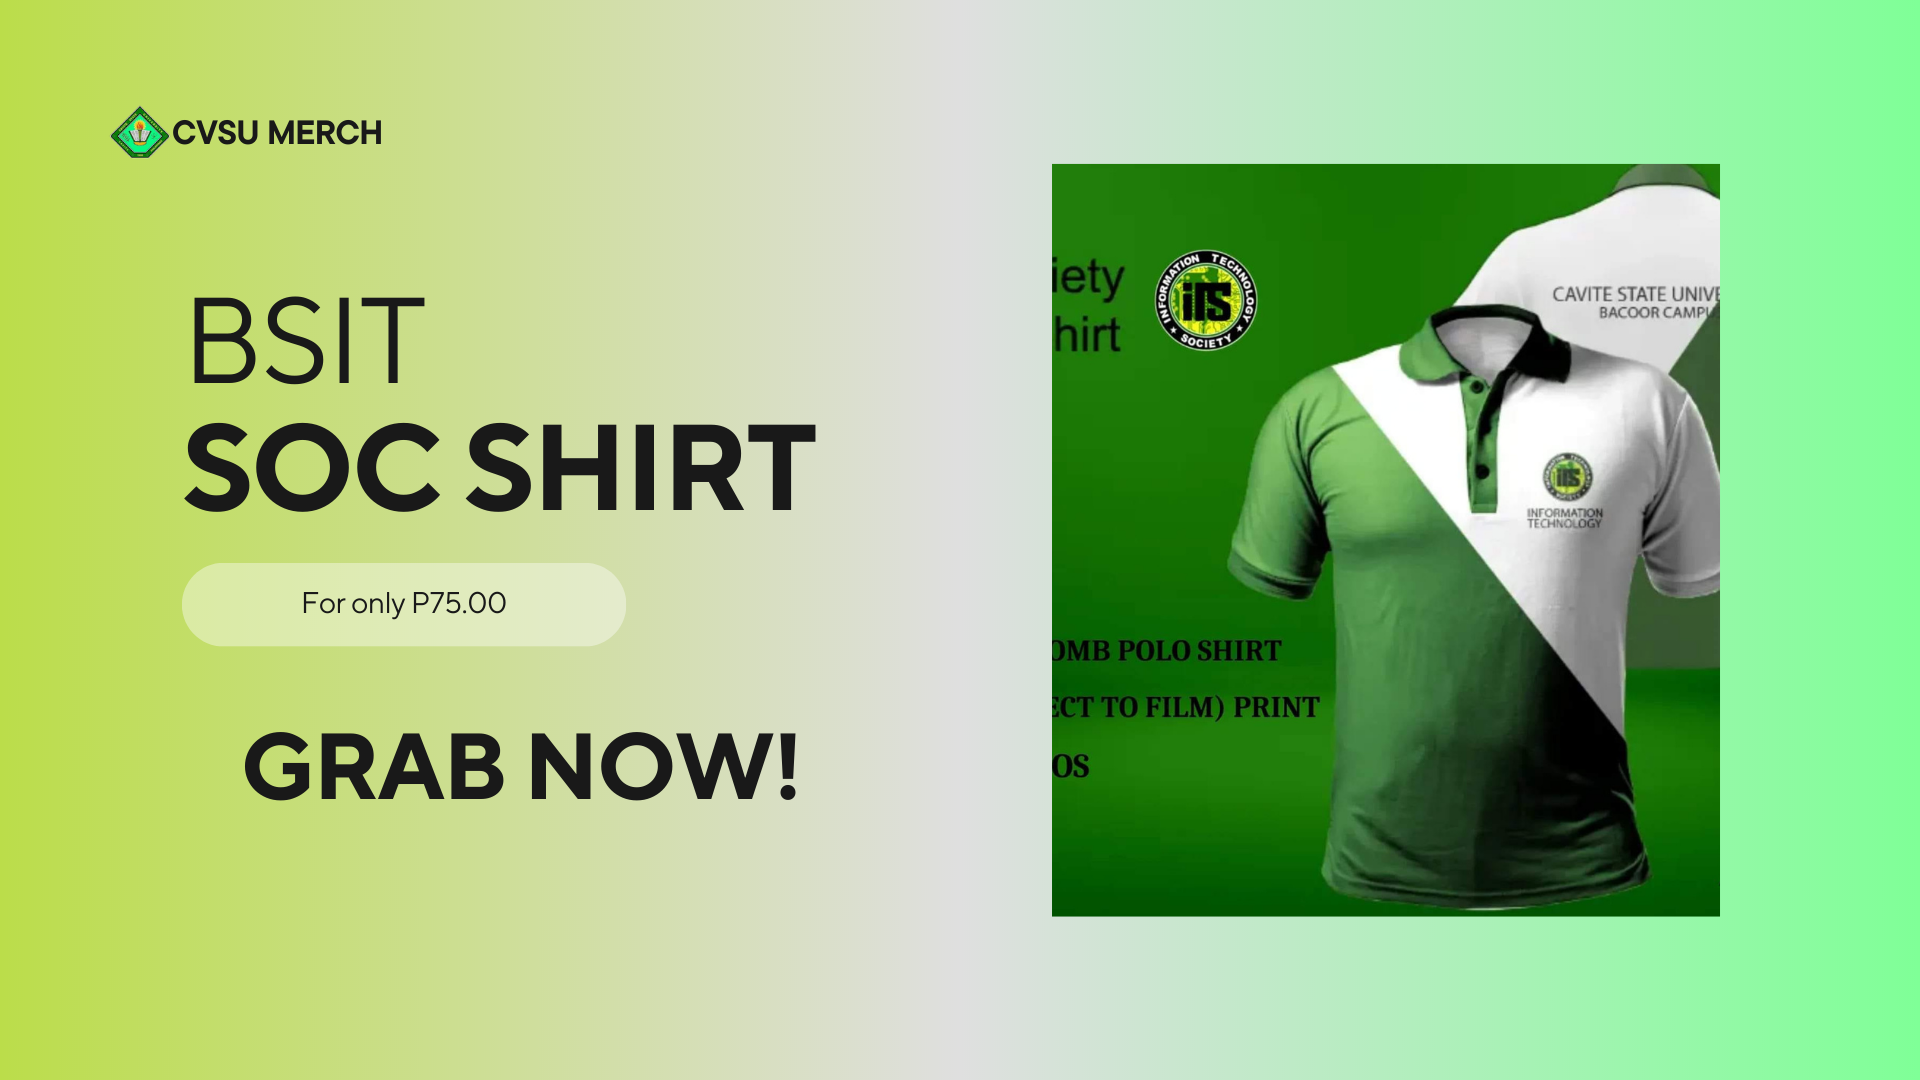 CVSU MERCH
BSIT
SOC SHIRT
For only P75.00
GRAB NOW!
iety
hirt
INFORMATION TECHNOLOGY
SOCIETY
iTS
CAVITE STATE UNIVE
BACOOR CAMPU
iTS
INFORMATION
TECHNOLOGY
OMB POLO SHIRT
ECT TO FILM) PRINT
OS